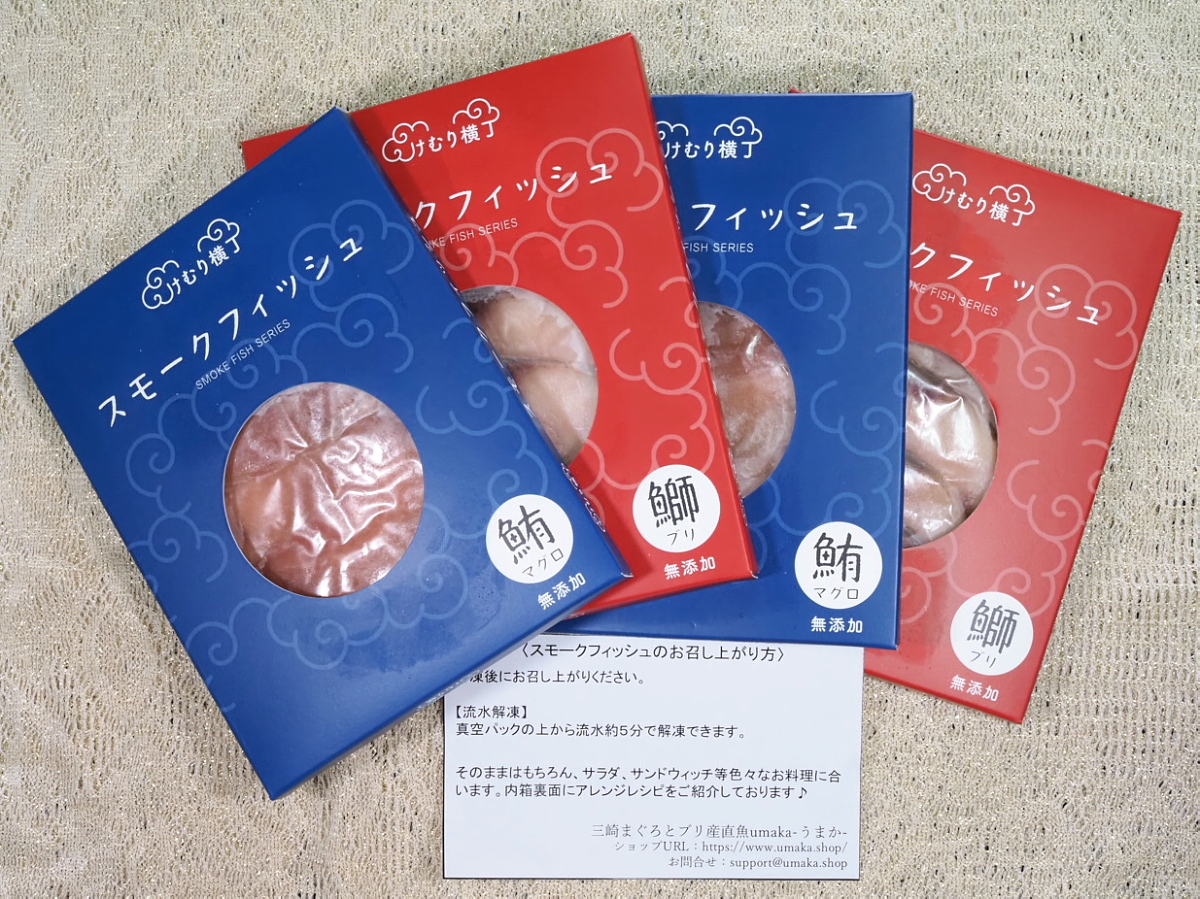 けむり横丁
スモークフィッシュ
SMOKE FISH SERIES
鮪
マグロ
無添加
けむり横丁
クフィッシュ
KE FISH SERIES
鰤
ブリ
無添加
けむり横丁
フィッシュ
FISH SERIES
鮪
マグロ
無添加
けむり横丁
クフィッシュ
KE FISH SERIES
鰤
ブリ
無添加
〈スモークフィッシュのお召し上がり方〉
凍後にお召し上がりください。
【流水解凍】
真空パックの上から流水約5分で解凍できます。
そのままはもちろん、サラダ、サンドウィッチ等色々なお料理に合
います。内箱裏面にアレンジレシピをご紹介しております♪
三崎まぐろとブリ産直魚umaka-うまか-
ショップURL：https://www.umaka.shop/
お問合せ：support@umaka.shop